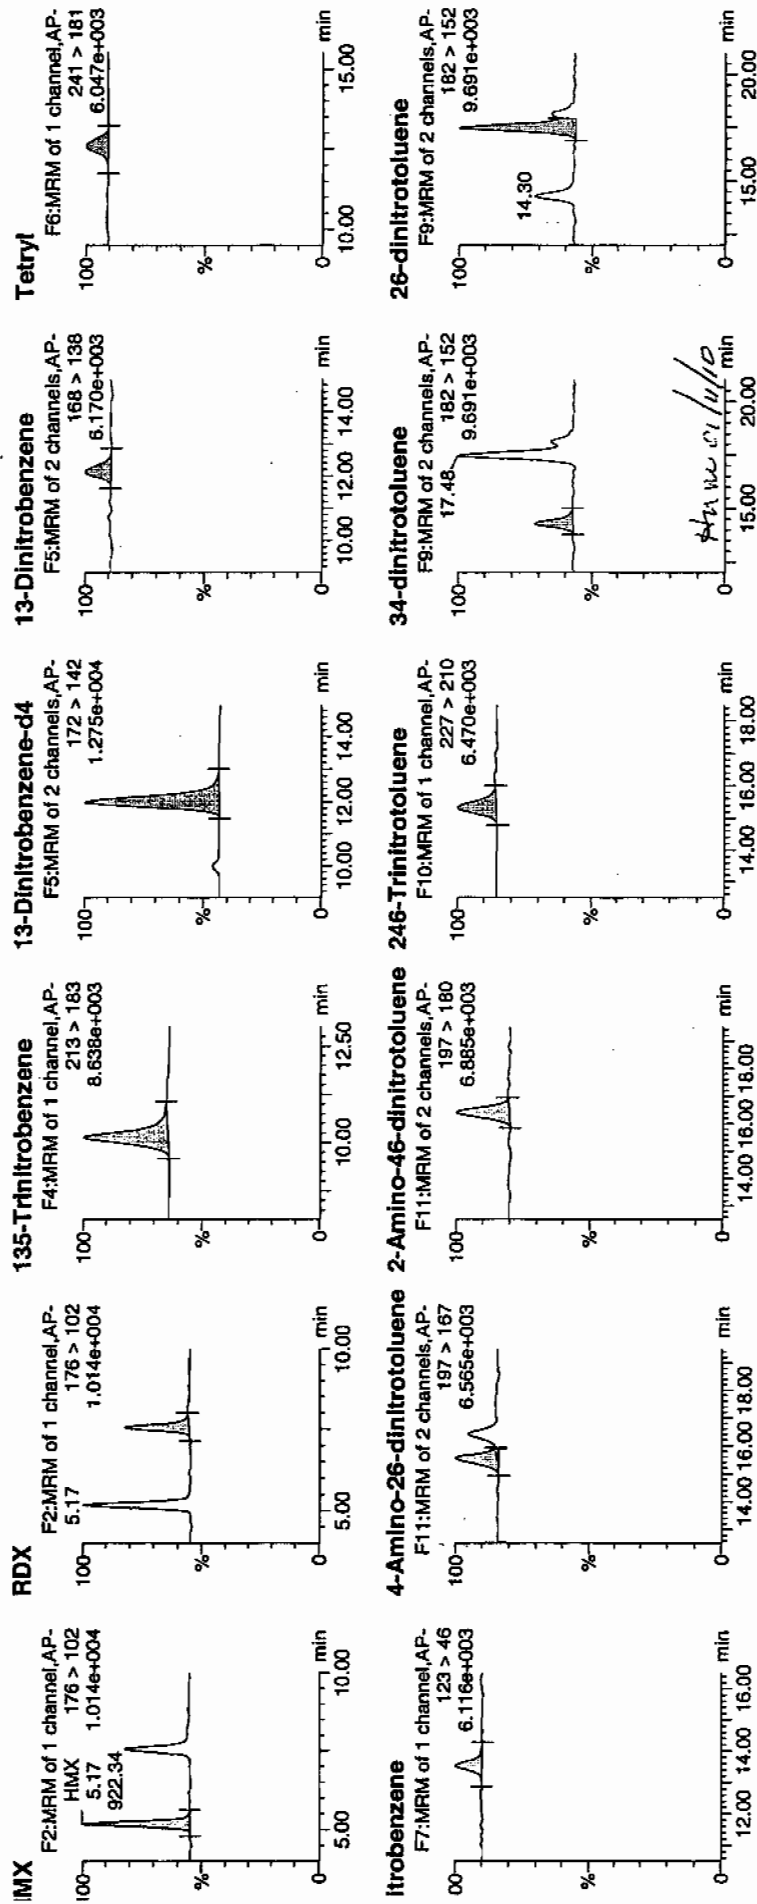 IMX
F2:MRM of 1 channel,AP-
HMX 176 > 102
5.17 1.014e+004
922.34
100
%
0
5.00 10.00 min
RDX
F2:MRM of 1 channel,AP-
5.17 176 > 102
1.014e+004
100
%
0
5.00 10.00 min
135-Trinitrobenzene
F4:MRM of 1 channel,AP-
213 > 183
8.638e+003
100
%
0
10.00 12.50 min
13-Dinitrobenzene-d4
F5:MRM of 2 channels,AP-
172 > 142
1.275e+004
100
%
0
10.00 12.00 14.00 min
13-Dinitrobenzene
F5:MRM of 2 channels,AP-
168 > 138
6.170e+003
100
%
0
10.00 12.00 14.00 min
Tetryl
F6:MRM of 1 channel,AP-
241 > 181
6.047e+003
100
%
0
10.00 15.00 min
itrobenzene
F7:MRM of 1 channel,AP-
123 > 46
6.116e+003
00
%
0
12.00 14.00 16.00 min
4-Amino-26-dinitrotoluene
F11:MRM of 2 channels,AP-
197 > 167
6.565e+003
100
%
0
14.00 16.00 18.00 min
2-Amino-46-dinitrotoluene
F11:MRM of 2 channels,AP-
197 > 180
6.885e+003
100
%
0
14.00 16.00 18.00 min
246-Trinitrotoluene
F10:MRM of 1 channel,AP-
227 > 210
6.470e+003
100
%
0
14.00 16.00 18.00 min
34-dinitrotoluene
F9:MRM of 2 channels,AP-
17.48 182 > 152
9.691e+003
100
%
0
15.00 20.00 min
26-dinitrotoluene
F9:MRM of 2 channels,AP-
182 > 152
9.691e+003
14.30
100
%
0
15.00 20.00 min